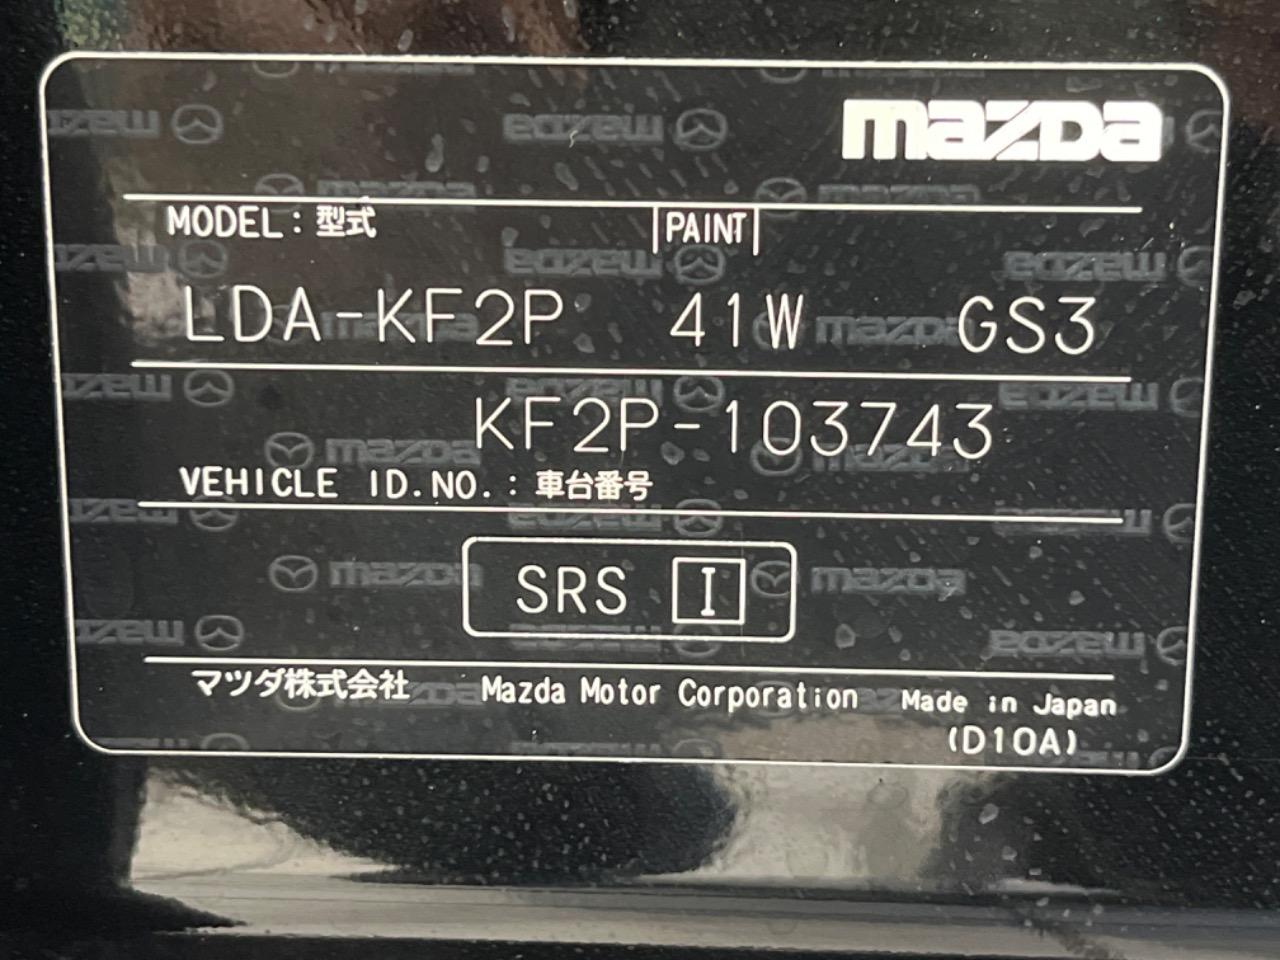 mazda
MODEL：型式 PAINT
LDA-KF2P 41W GS3
KF2P-103743
VEHICLE ID.NO.：車台番号
SRS I
マツダ株式会社 Mazda Motor Corporation Made in Japan
(D10A)